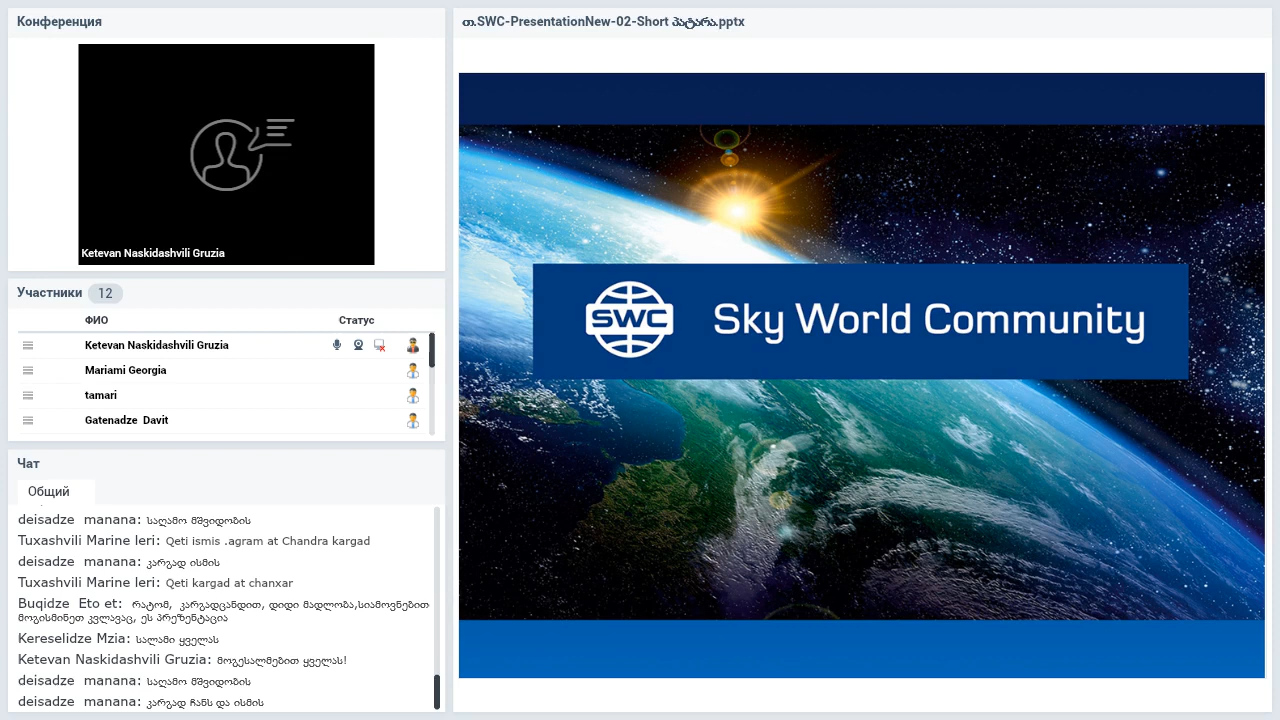 Конференция
Ketevan Naskidashvili Gruzia
Участники 12
ФИО Статус
Ketevan Naskidashvili Gruzia
Mariami Georgia
tamari
Gatenadze Davit
Чат
Общий
deisadze manana: საღამო მშვიდობის
Tuxashvili Marine leri: Qeti ismis .agram at Chandra kargad
deisadze manana: კარგად ისმის
Tuxashvili Marine leri: Qeti kargad at chanxar
Buqidze Eto et: რატომ, კარგადცანდით, დიდი მადლობა,სიამოვნებით
მოგისმინეთ კვლავაც, ეს პრეზენტაცია
Kereselidze Mzia: სალამი ყველას
Ketevan Naskidashvili Gruzia: მოგესალმებით ყველას!
deisadze manana: საღამო მშვიდობის
deisadze manana: კარგად ჩანს და ისმის
თ.SWC-PresentationNew-02-Short პატარა.pptx
SWC Sky World Community